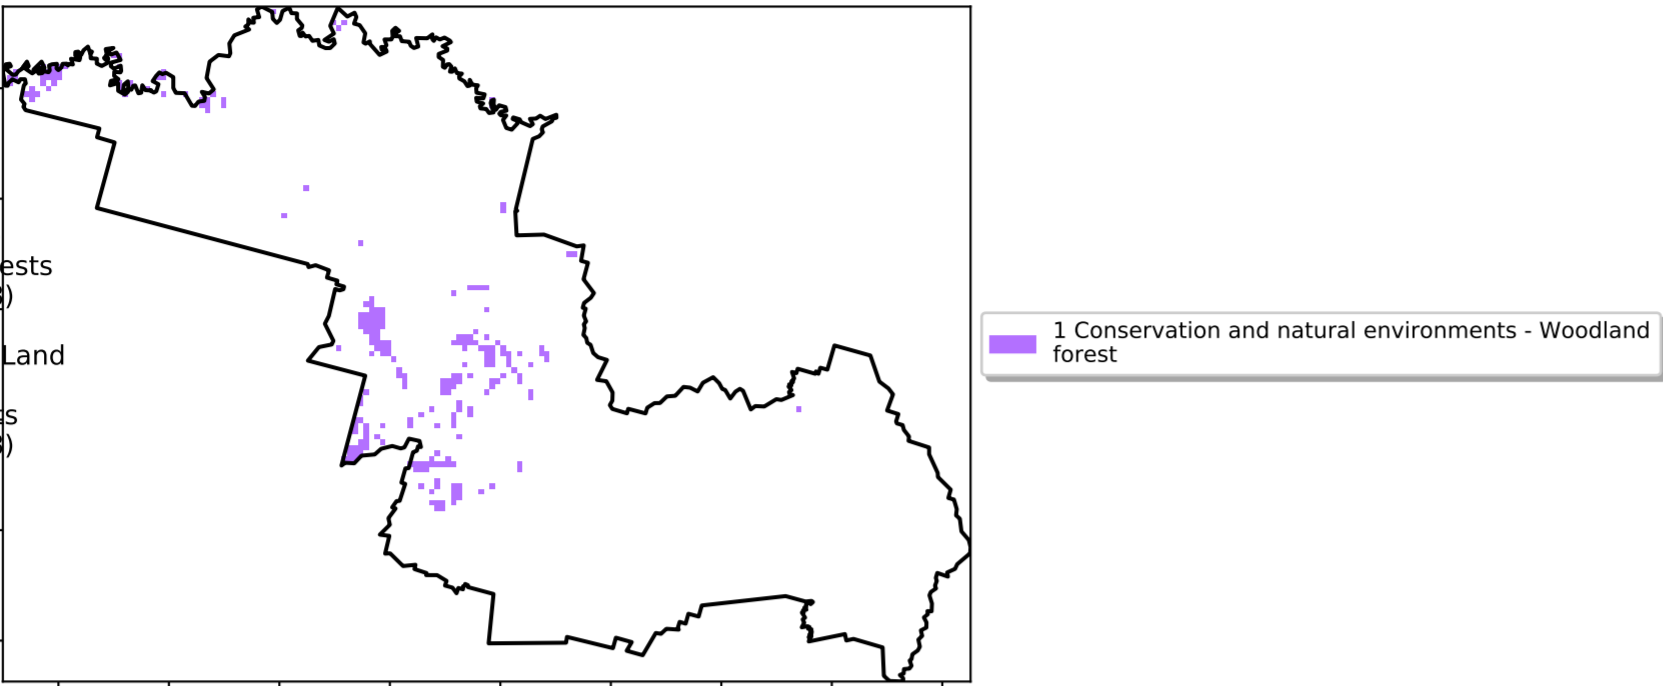 ests
)
Land
s
)
1 Conservation and natural environments - Woodland
forest